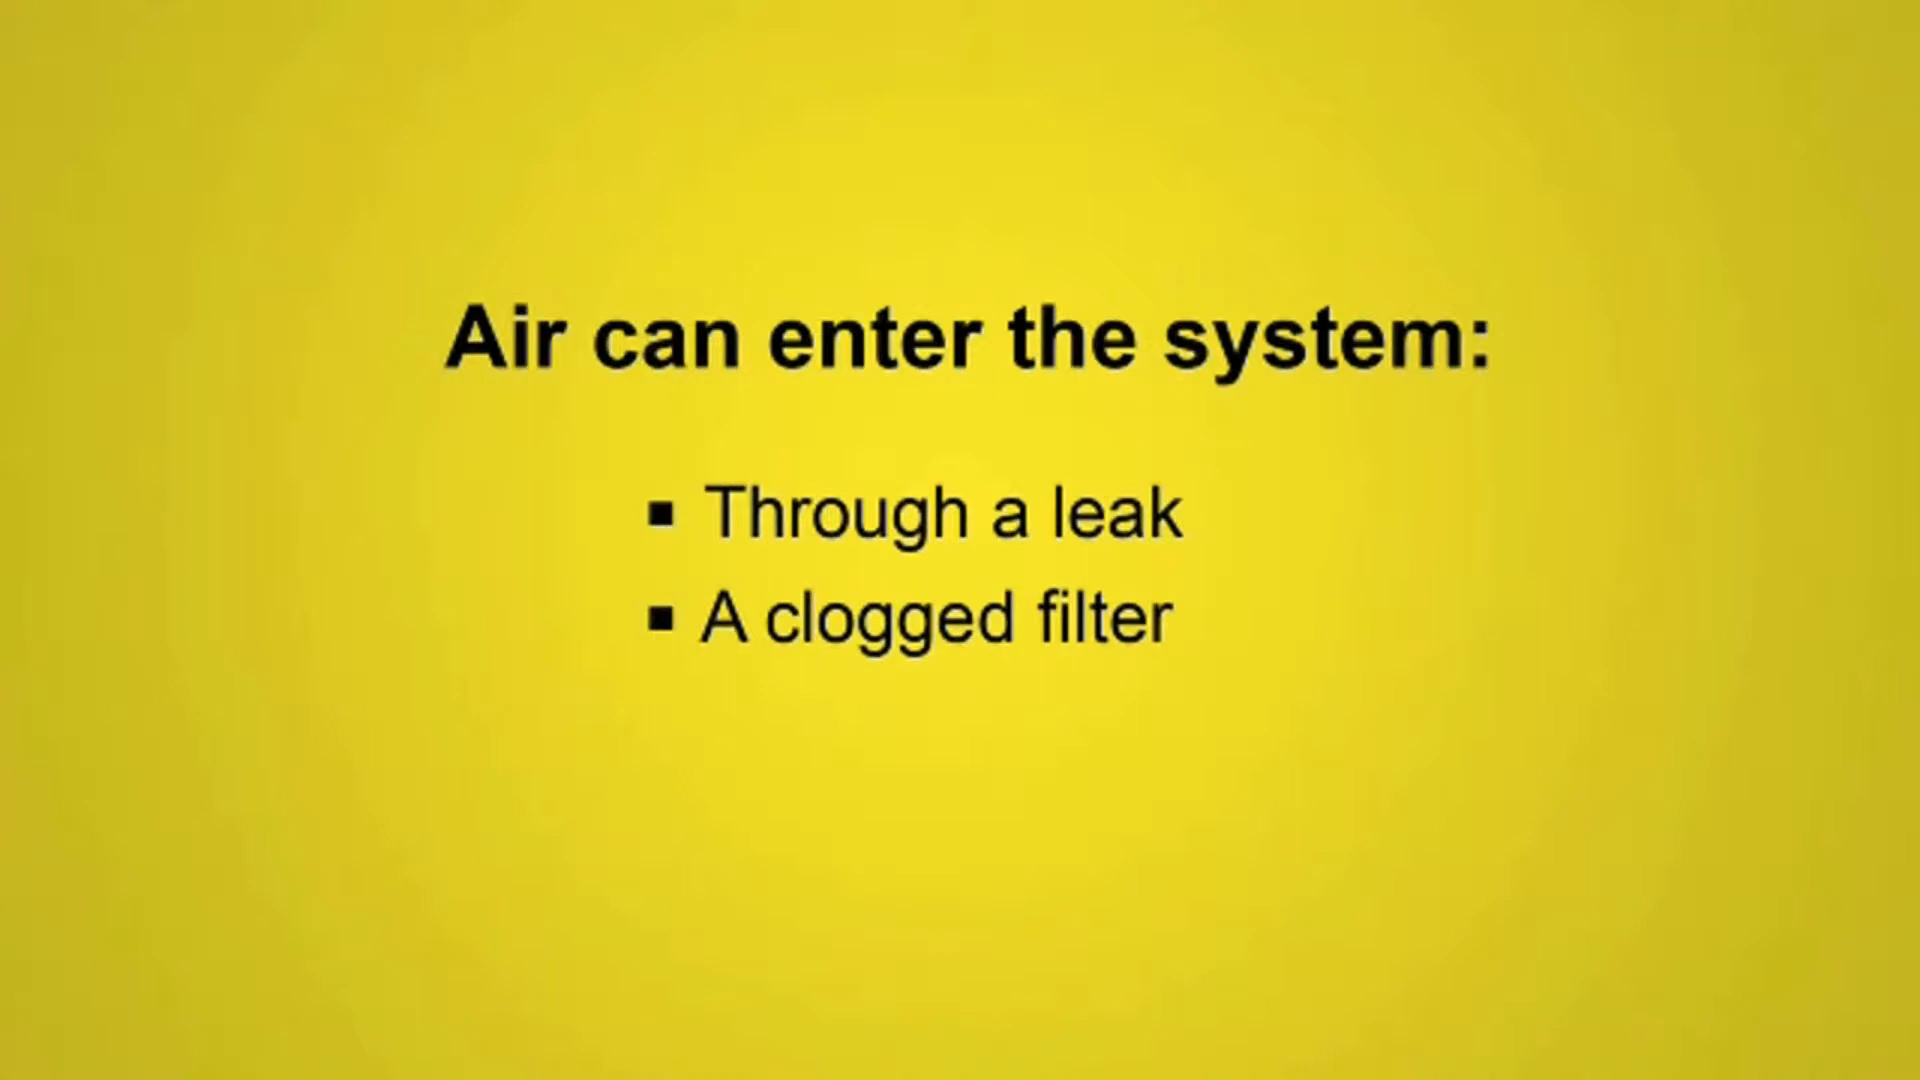 Air can enter the system:
▪ Through a leak
▪ A clogged filter